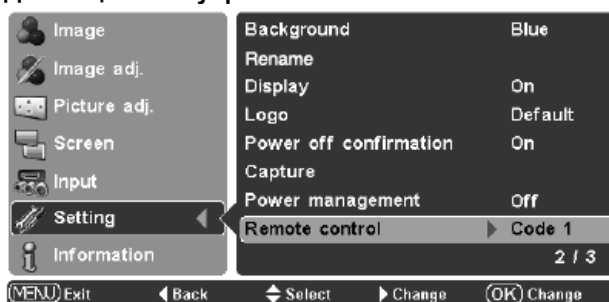 Image
Image adj.
Picture adj.
Screen
Input
Setting
Information
Background Blue
Rename
Display On
Logo Default
Power off confirmation On
Capture
Power management Off
Remote control Code 1
2 / 3
MENU Exit Back Select Change OK Change